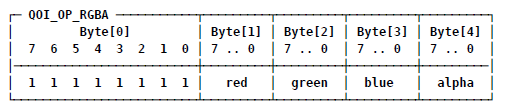 QOI_OP_RGBA
Byte[0] Byte[1] Byte[2] Byte[3] Byte[4]
7 6 5 4 3 2 1 0 7 .. 0 7 .. 0 7 .. 0 7 .. 0
1 1 1 1 1 1 1 1 red green blue alpha